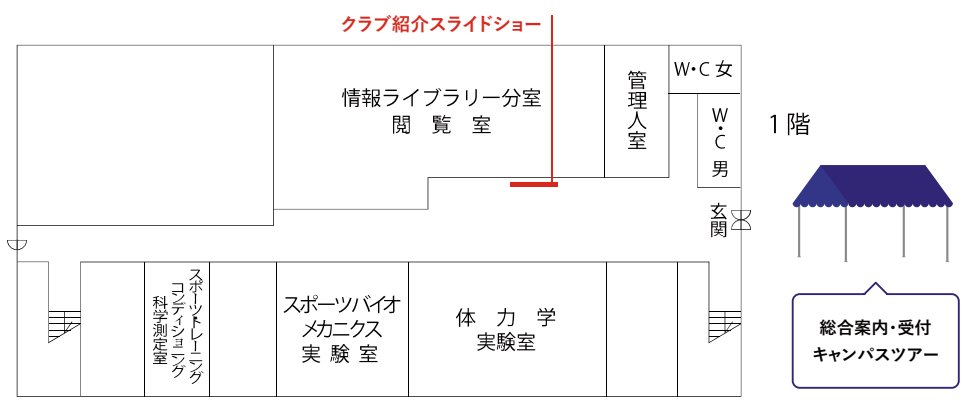 クラブ紹介スライドショー
情報ライブラリー分室
閲 覧 室
管理人室
W・C 女
W・C 男
1階
玄関
スポーツ・トレーニング
コンディショニング
科学測定室
スポーツバイオ
メカニクス
実 験 室
体 力 学
実験室
総合案内・受付
キャンパスツアー